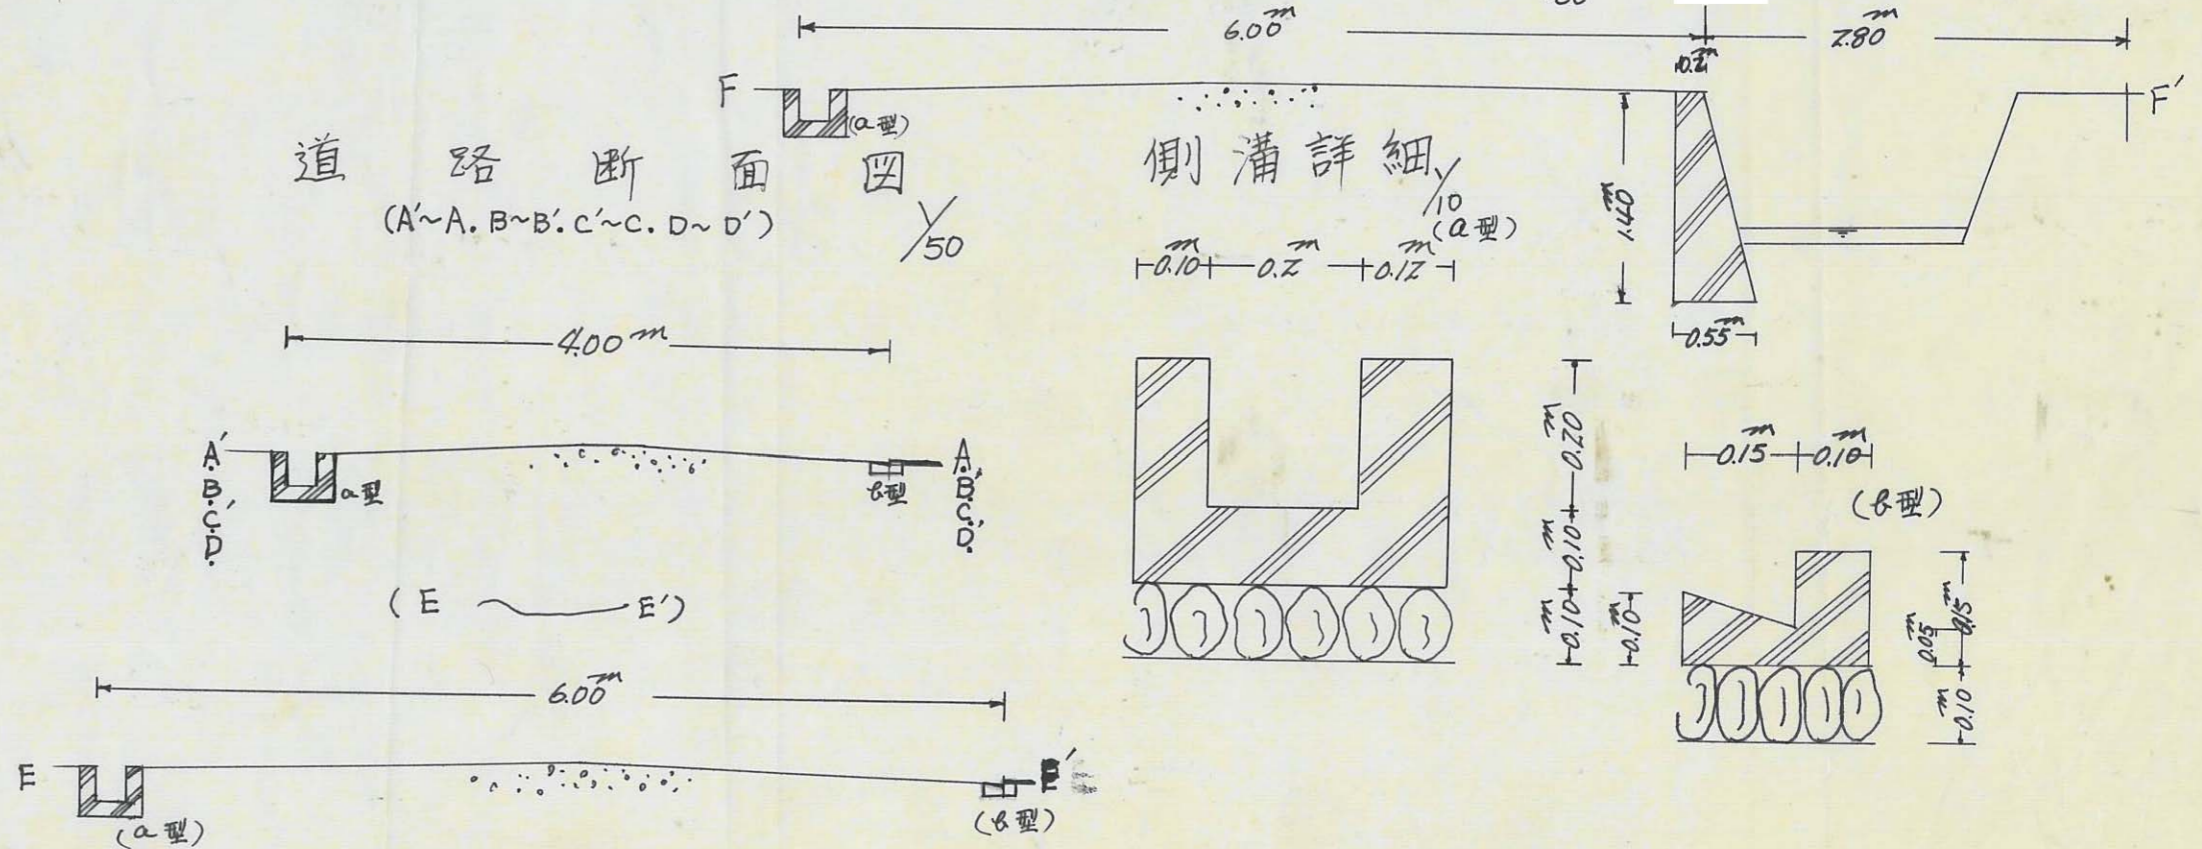 6.00m
2.80m
0.2m
F
F′
(a型)
道路断面図
(A′~A. B~B′. C′~C. D~D′)
1/50
側溝詳細 1/10
(a型)
0.10m 0.2m 0.12m
1.40m
0.55m
4.00m
A′. B. C′. D.
a型
b型
A. B′. C. D′.
0.20m 0.10m 0.10m
0.10m
0.15m 0.10m
(b型)
0.15m
0.05m
0.10m
(E ~ E′)
6.00m
E
E′
(a型)
(b型)